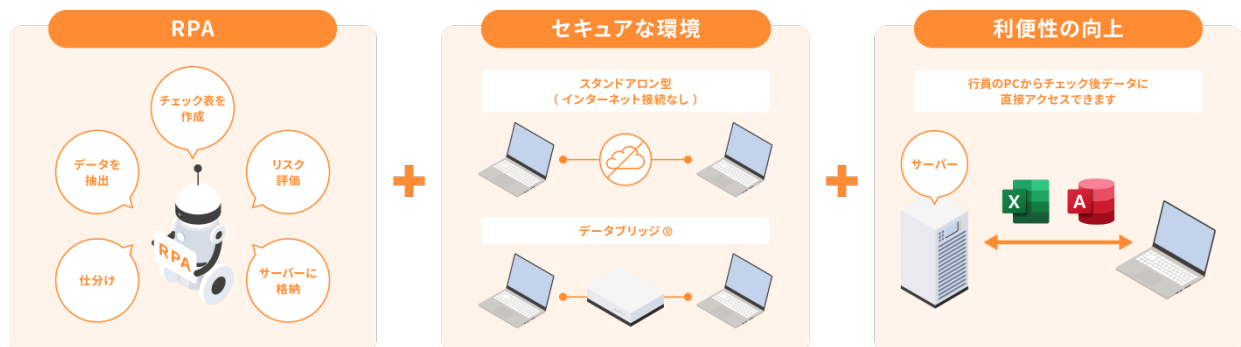 RPA
チェック表を
作成
データを
抽出
リスク
評価
仕分け
サーバーに
格納
RPA
セキュアな環境
スタンドアロン型
( インターネット接続なし )
データブリッジ®
利便性の向上
行員のPCからチェック後データに
直接アクセスできます
サーバー
X
A